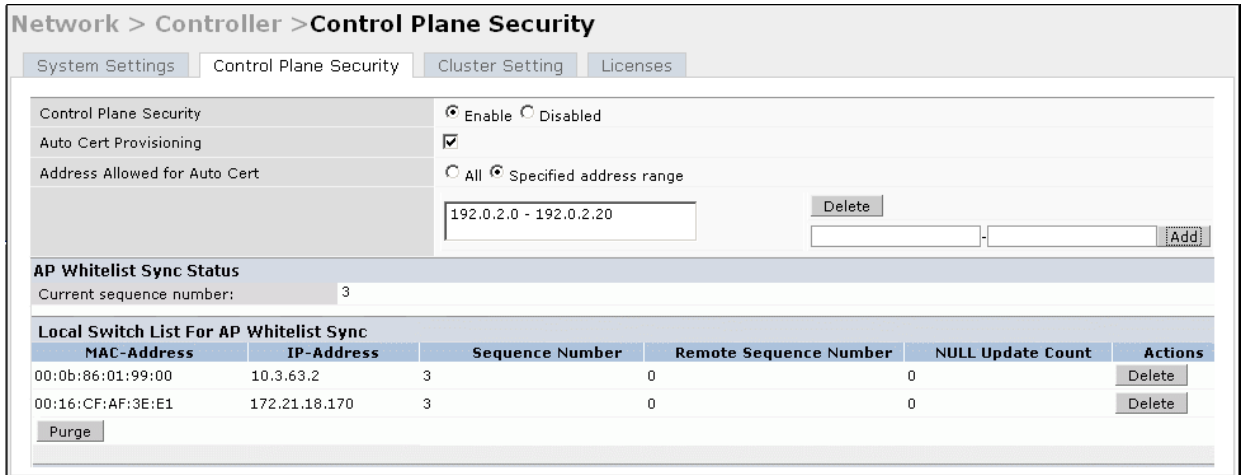 Network > Controller >Control Plane Security
System Settings Control Plane Security Cluster Setting Licenses
Control Plane Security Enable Disabled
Auto Cert Provisioning
Address Allowed for Auto Cert All Specified address range
192.0.2.0 - 192.0.2.20 Delete
- Add
AP Whitelist Sync Status
Current sequence number: 3
Local Switch List For AP Whitelist Sync
MAC-Address IP-Address Sequence Number Remote Sequence Number NULL Update Count Actions
00:0b:86:01:99:00 10.3.63.2 3 0 0 Delete
00:16:CF:AF:3E:E1 172.21.18.170 3 0 0 Delete
Purge